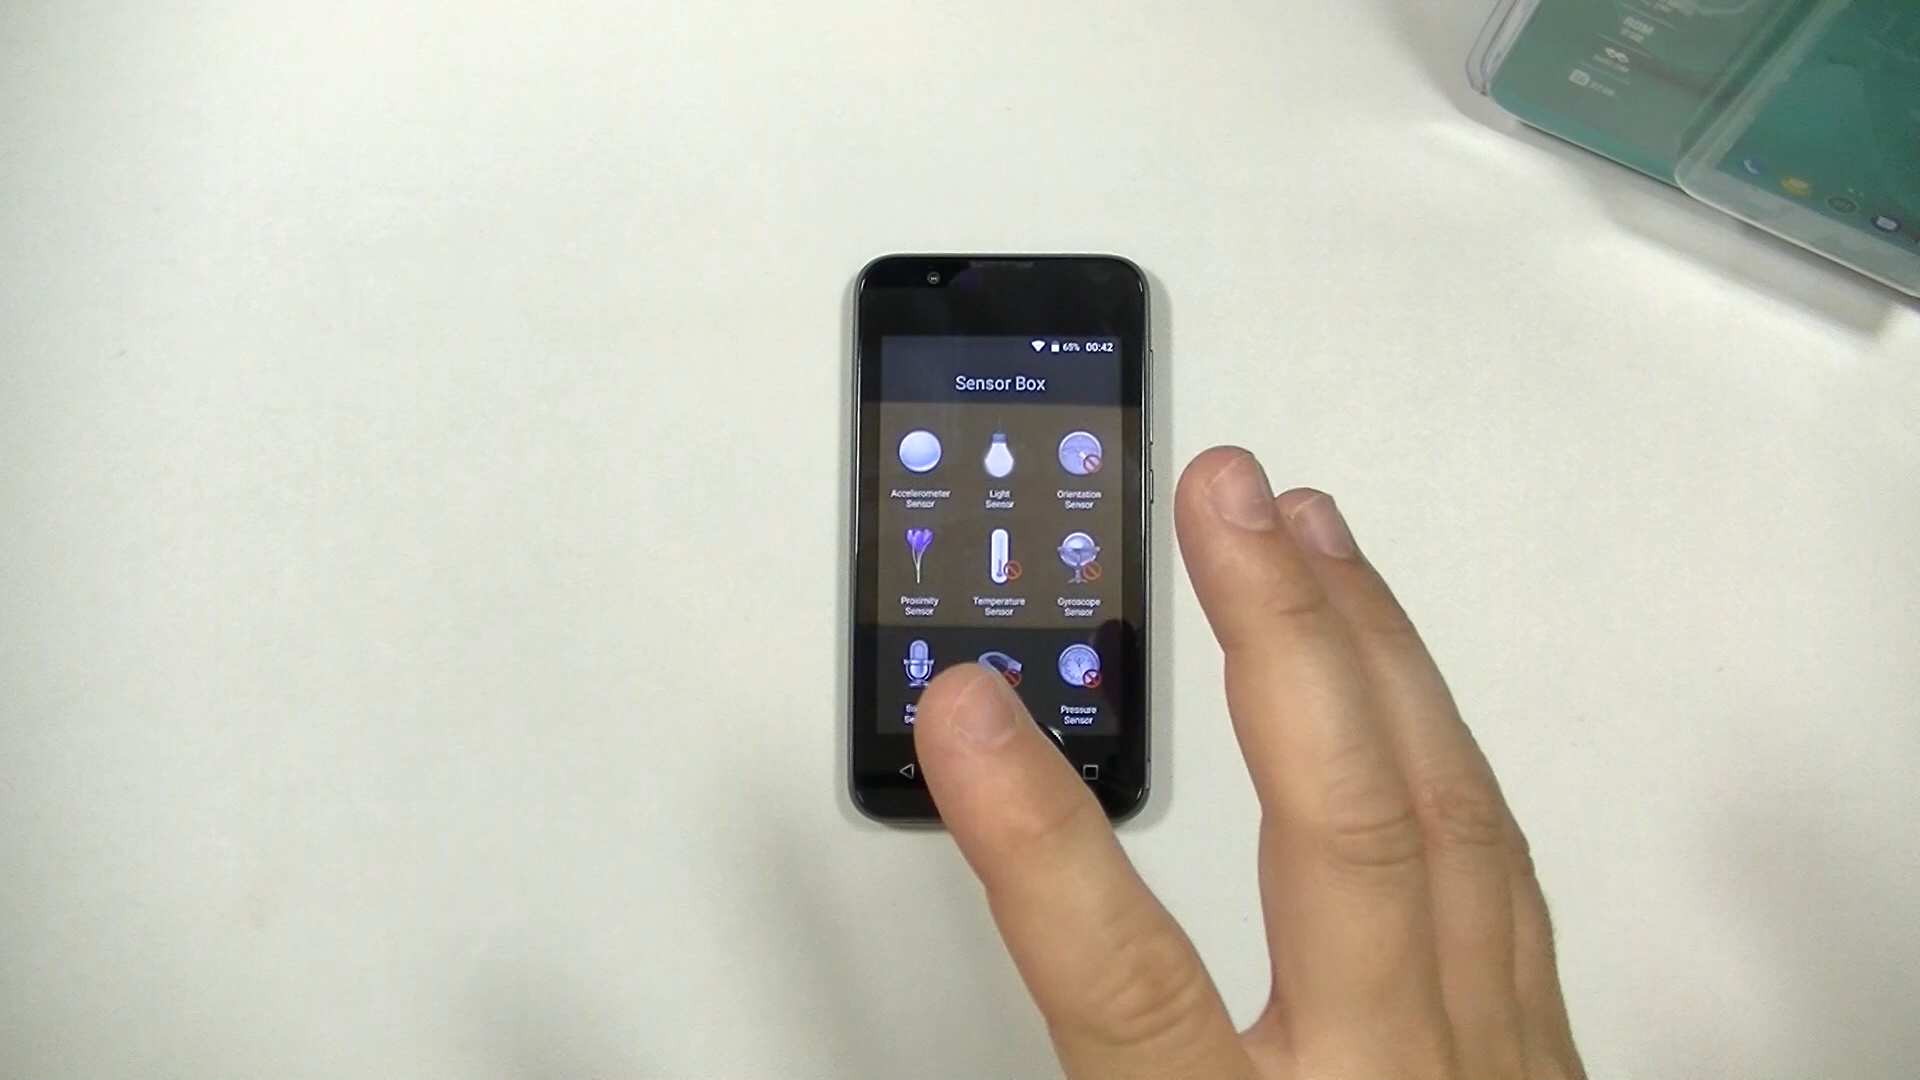 65% 00:42
Sensor Box
Accelerometer
Sensor
Light
Sensor
Orientation
Sensor
Proximity
Sensor
Temperature
Sensor
Gyroscope
Sensor
Pressure
Sensor